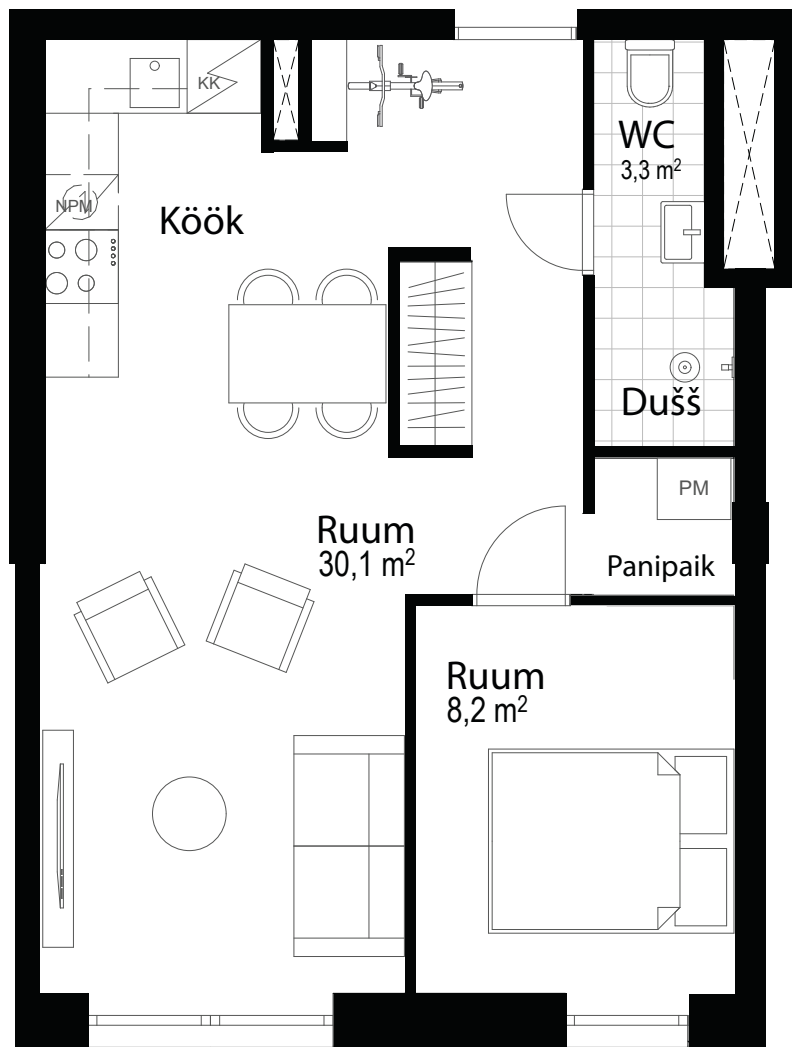 KK
WC
3,3 m²
NPM
Köök
Dušš
PM
Ruum
30,1 m²
Panipaik
Ruum
8,2 m²